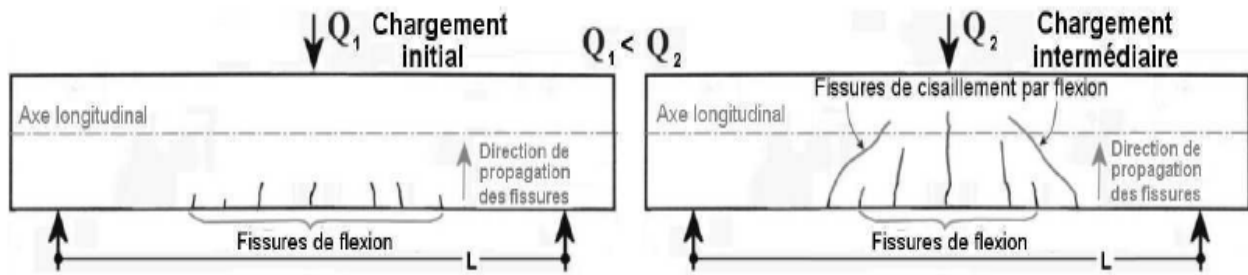 Q1 Chargement
initial
Axe longitudinal
Direction de
propagation
des fissures
Fissures de flexion
L
Q1 < Q2
Q2 Chargement
intermédiaire
Fissures de cisaillement par flexion
Axe longitudinal
Direction de
propagation
des fissures
Fissures de flexion
L